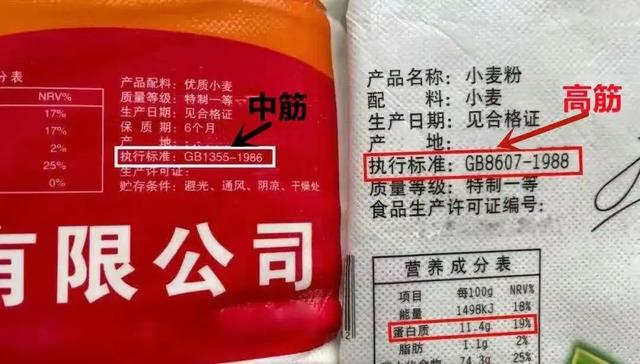 分表
产品配料：优质小麦
质量等级：特制一等
生产日期：见合格证
保质期：6个月
产　地：
执行标准：GB1355-1986
生产许可证：
贮存条件：避光、通风、阴凉、干燥处
NRV%
17%
17%
2%
25%
0%
中筋
有限公司
产品名称：小麦粉
配　料：小麦
生产日期：见合格证
产　地：
执行标准：GB8607-1988
质量等级：特制一等
食品生产许可证编号：
高筋
营养成分表
项目 每100g NRV%
能量 1498KJ 18%
蛋白质 11.4g 19%
脂肪 1.1g 2%
74.3g 25%